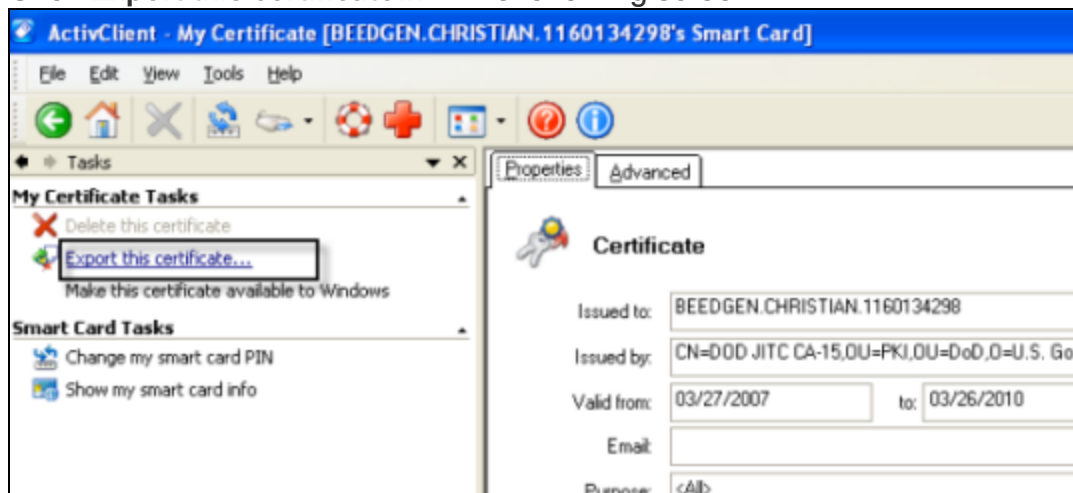 ActivClient - My Certificate [BEEDGEN.CHRISTIAN.1160134298's Smart Card]
File Edit View Tools Help
Tasks
Properties Advanced
My Certificate Tasks
Delete this certificate
Export this certificate...
Make this certificate available to Windows
Smart Card Tasks
Change my smart card PIN
Show my smart card info
Certificate
Issued to: BEEDGEN.CHRISTIAN.1160134298
Issued by: CN=DOD JITC CA-15,OU=PKI,OU=DoD,O=U.S. Go
Valid from: 03/27/2007 to: 03/26/2010
Email:
Purpose: <All>